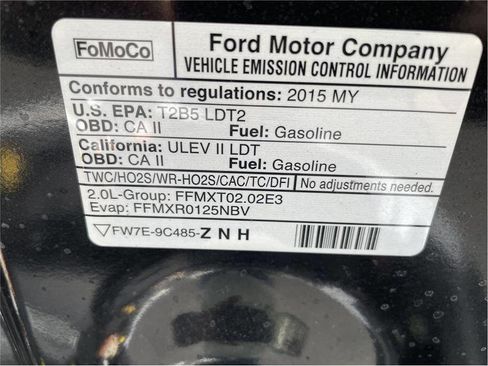 FoMoCo
Ford Motor Company
VEHICLE EMISSION CONTROL INFORMATION
Conforms to regulations: 2015 MY
U.S. EPA: T2B5 LDT2
OBD: CA II Fuel: Gasoline
California: ULEV II LDT
OBD: CA II Fuel: Gasoline
TWC/HO2S/WR-HO2S/CAC/TC/DFI No adjustments needed.
2.0L-Group: FFMXT02.02E3
Evap: FFMXR0125NBV
FW7E-9C485-ZNH